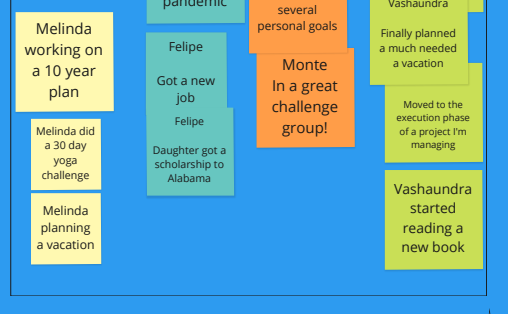 Melinda
working on
a 10 year
plan
Melinda did
a 30 day
yoga
challenge
Melinda
planning
a vacation
pandemic
Felipe
Got a new
job
Felipe
Daughter got a
scholarship to
Alabama
several
personal goals
Monte
In a great
challenge
group!
Vashaundra
Finally planned
a much needed
a vacation
Moved to the
execution phase
of a project I'm
managing
Vashaundra
started
reading a
new book